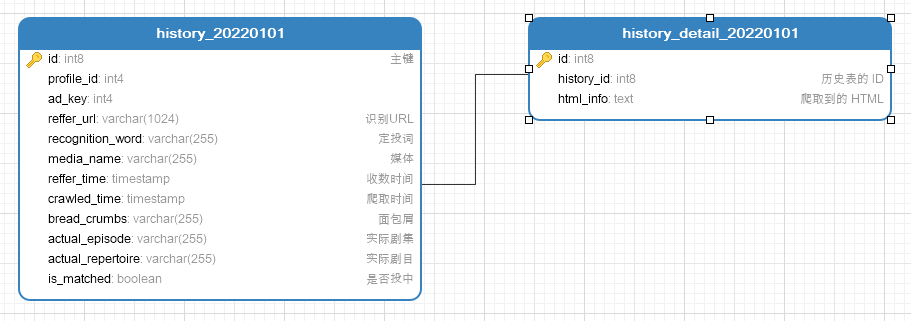 history_20220101
id: int8 主键
profile_id: int4
ad_key: int4
reffer_url: varchar(1024) 识别URL
recognition_word: varchar(255) 定投词
media_name: varchar(255) 媒体
reffer_time: timestamp 收数时间
crawled_time: timestamp 爬取时间
bread_crumbs: varchar(255) 面包屑
actual_episode: varchar(255) 实际剧集
actual_repertoire: varchar(255) 实际剧目
is_matched: boolean 是否投中
history_detail_20220101
id: int8
history_id: int8 历史表的 ID
html_info: text 爬取到的 HTML